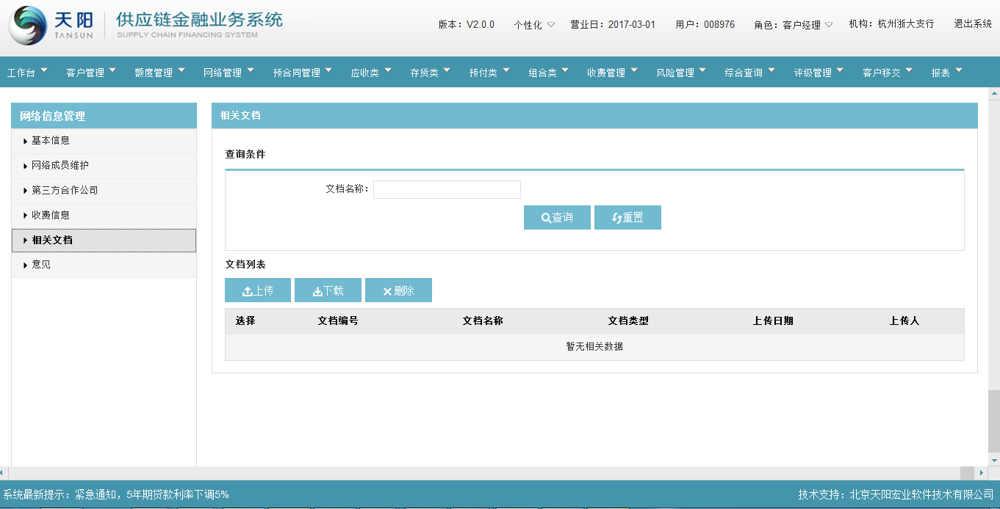 天阳 供应链金融业务系统
TANSUN SUPPLY CHAIN FINANCING SYSTEM
版本：V2.0.0 个性化 营业日：2017-03-01 用户：008976 角色：客户经理 机构：杭州浙大支行 退出系统
工作台 客户管理 额度管理 网络管理 预合同管理 应收类 存货类 预付类 组合类 收费管理 风险管理 综合查询 评级管理 客户移交 报表
网络信息管理
基本信息
网络成员维护
第三方合作公司
收费信息
相关文档
意见
相关文档
查询条件
文档名称：
查询 重置
文档列表
上传 下载 删除
选择 文档编号 文档名称 文档类型 上传日期 上传人
暂无相关数据
系统最新提示：紧急通知，5年期贷款利率下调5% 技术支持：北京天阳宏业软件技术有限公司